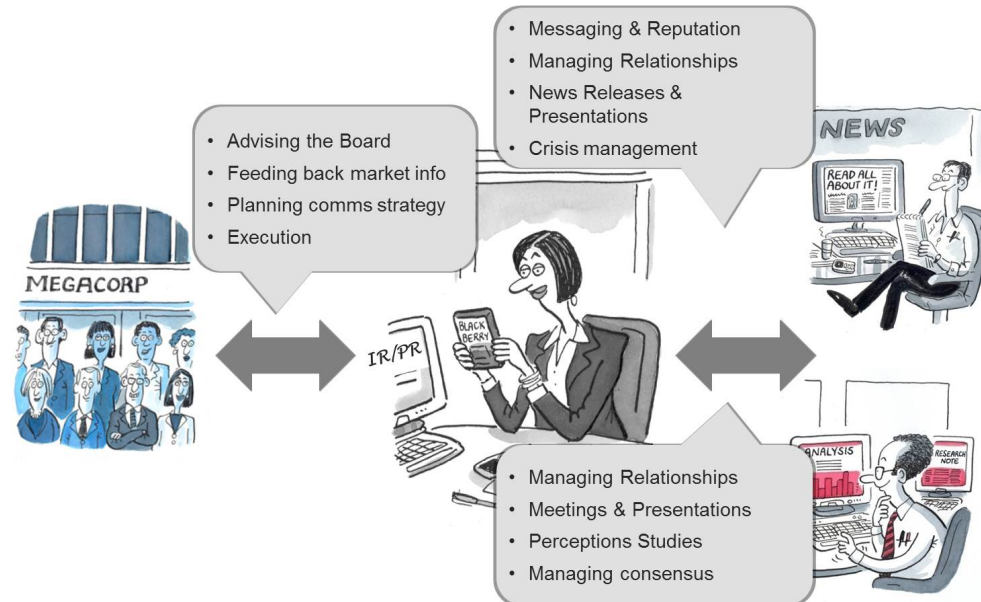 • Messaging & Reputation
• Managing Relationships
• News Releases &
Presentations
• Crisis management
• Advising the Board
• Feeding back market info
• Planning comms strategy
• Execution
NEWS
READ ALL
ABOUT IT!
MEGACORP
BLACK
BERRY
IR/PR
• Managing Relationships
• Meetings & Presentations
• Perceptions Studies
• Managing consensus
ANALYSIS
RESEARCH
NOTE